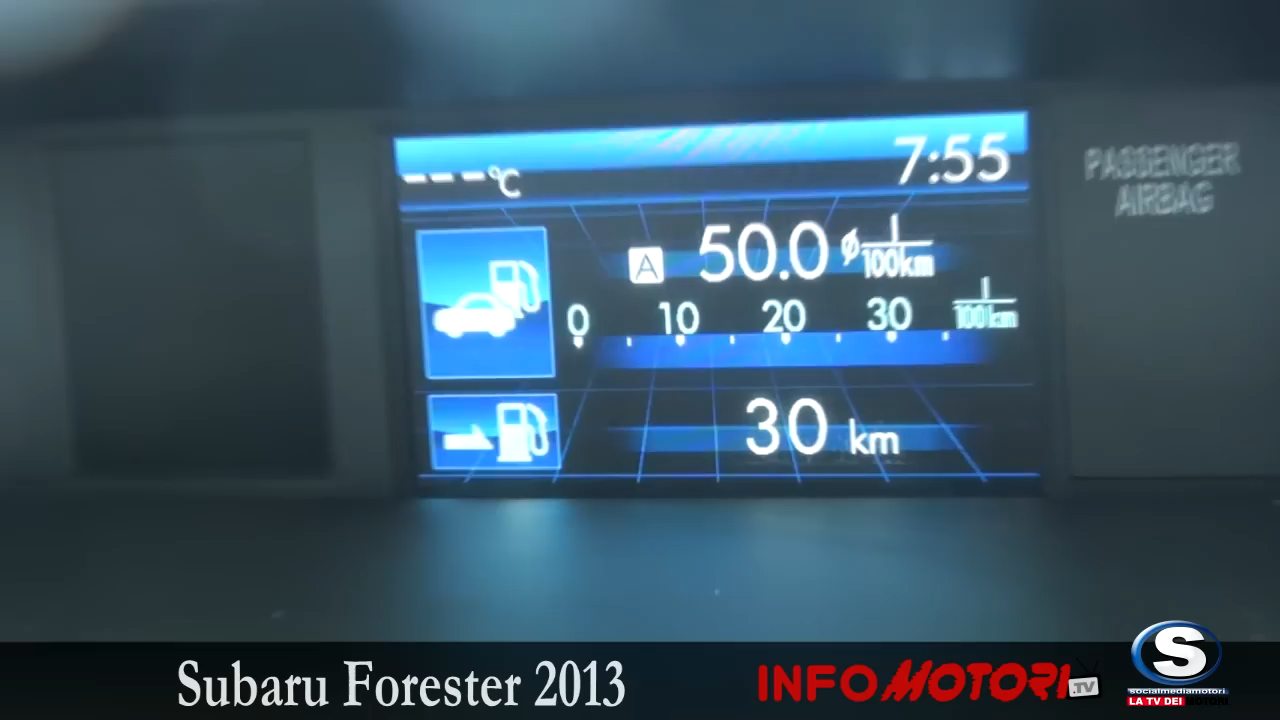 ---°C 7:55
A 50.0 ø l/100km
0 10 20 30 l/100km
30 km
PASSENGER
AIRBAG
Subaru Forester 2013
INFOMOTORI.TV
S
socialmediamotori
LA TV DEI MOTORI